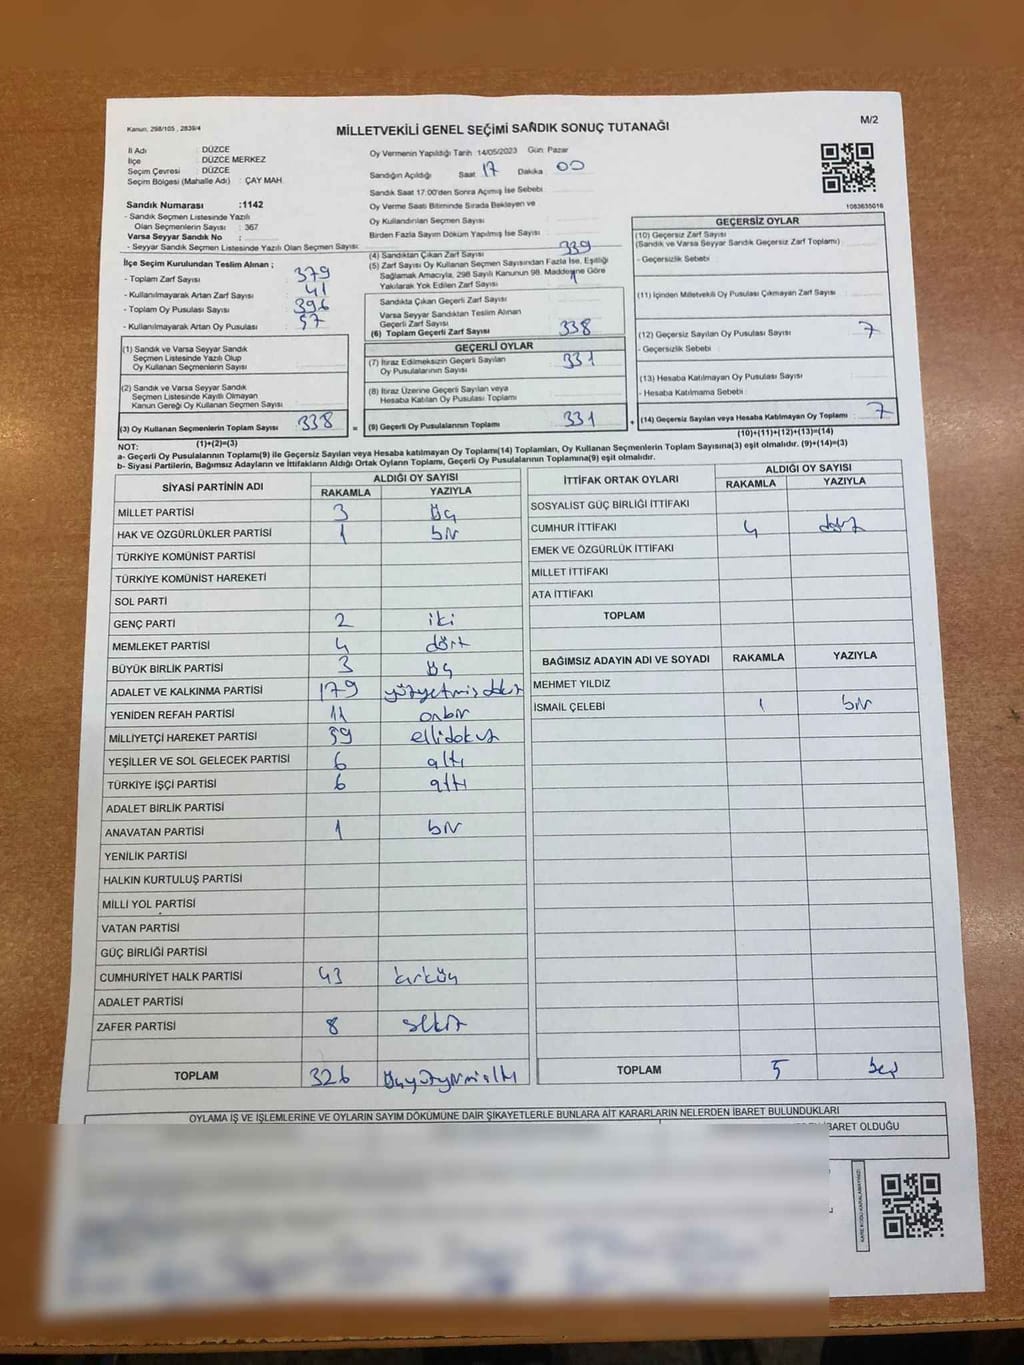 Kanun: 298/105 , 2839/4
MİLLETVEKİLİ GENEL SEÇİMİ SANDIK SONUÇ TUTANAĞI
M/2
İl Adı : DÜZCE
İlçe : DÜZCE MERKEZ
Seçim Çevresi : DÜZCE
Seçim Bölgesi (Mahalle Adı) : ÇAY MAH
Oy Vermenin Yapıldığı Tarih 14/05/2023 Gün: Pazar
Sandığın Açıldığı Saat 17 Dakika 00
Sandık Saat 17:00'den Sonra Açımış İse Sebebi
Oy Verme Saati Bitiminde Sırada Bekleyen ve
Oy Kullandırılan Seçmen Sayısı
Birden Fazla Sayım Döküm Yapılmış İse Sayısı
1083635016
Sandık Numarası :1142
- Sandık Seçmen Listesinde Yazılı
Olan Seçmenlerin Sayısı : 367
Varsa Seyyar Sandık No :
- Seyyar Sandık Seçmen Listesinde Yazılı Olan Seçmen Sayısı:
İlçe Seçim Kurulundan Teslim Alınan ;
- Toplam Zarf Sayısı : 379
- Kullanılmayarak Artan Zarf Sayısı : 41
- Toplam Oy Pusulası Sayısı : 396
- Kullanılmayarak Artan Oy Pusulası : 57
(4) Sandıktan Çıkan Zarf Sayısı 339
(5) Zarf Sayısı Oy Kullanan Seçmen Sayısından Fazla İse, Eşitliği
Sağlamak Amacıyla, 298 Sayılı Kanunun 98. Maddesine Göre
Yakılarak Yok Edilen Zarf Sayısı 1
Sandıkta Çıkan Geçerli Zarf Sayısı
Varsa Seyyar Sandıktan Teslim Alınan
Geçerli Zarf Sayısı
(6) Toplam Geçerli Zarf Sayısı 338
GEÇERSİZ OYLAR
(10) Geçersiz Zarf Sayısı
(Sandık ve Varsa Seyyar Sandık Geçersiz Zarf Toplamı)
- Geçersizlik Sebebi
(11) İçinden Milletvekili Oy Pusulası Çıkmayan Zarf Sayısı
(12) Geçersiz Sayılan Oy Pusulası Sayısı 7
- Geçersizlik Sebebi
(13) Hesaba Katılmayan Oy Pusulası Sayısı
- Hesaba Katılmama Sebebi
(14) Geçersiz Sayılan veya Hesaba Katılmayan Oy Toplamı 7
(10)+(11)+(12)+(13)=(14)
(1) Sandık ve Varsa Seyyar Sandık
Seçmen Listesinde Yazılı Olup
Oy Kullanan Seçmenlerin Sayısı
(2) Sandık ve Varsa Seyyar Sandık
Seçmen Listesinde Kayıtlı Olmayan
Kanun Gereği Oy Kullanan Seçmen Sayısı
(3) Oy Kullanan Seçmenlerin Toplam Sayısı 338 =
(1)+(2)=(3)
GEÇERLİ OYLAR
(7) İtiraz Edilmeksizin Geçerli Sayılan
Oy Pusulalarının Sayısı 331
(8) İtiraz Üzerine Geçerli Sayılan veya
Hesaba Katılan Oy Pusulası Toplamı
(9) Geçerli Oy Pusulalarının Toplamı 331 +
NOT:
a- Geçerli Oy Pusulalarının Toplamı(9) ile Geçersiz Sayılan veya Hesaba katılmayan Oy Toplamı(14) Toplamları, Oy Kullanan Seçmenlerin Toplam Sayısına(3) eşit olmalıdır. (9)+(14)=(3)
b- Siyasi Partilerin, Bağımsız Adayların ve İttifakların Aldığı Ortak Oyların Toplamı, Geçerli Oy Pusulalarının Toplamına(9) eşit olmalıdır.
SİYASİ PARTİNİN ADI ALDIĞI OY SAYISI
RAKAMLA YAZIYLA
MİLLET PARTİSİ 3 üç
HAK VE ÖZGÜRLÜKLER PARTİSİ 1 bir
TÜRKİYE KOMÜNİST PARTİSİ
TÜRKİYE KOMÜNİST HAREKETİ
SOL PARTİ
GENÇ PARTİ 2 iki
MEMLEKET PARTİSİ 4 dört
BÜYÜK BİRLİK PARTİSİ 3 üç
ADALET VE KALKINMA PARTİSİ 179 yüzyetmişdokuz
YENİDEN REFAH PARTİSİ 11 onbir
MİLLİYETÇİ HAREKET PARTİSİ 59 ellidokuz
YEŞİLLER VE SOL GELECEK PARTİSİ 6 altı
TÜRKİYE İŞÇİ PARTİSİ 6 altı
ADALET BİRLİK PARTİSİ
ANAVATAN PARTİSİ 1 bir
YENİLİK PARTİSİ
HALKIN KURTULUŞ PARTİSİ
MİLLİ YOL PARTİSİ
VATAN PARTİSİ
GÜÇ BİRLİĞİ PARTİSİ
CUMHURİYET HALK PARTİSİ 43 kırküç
ADALET PARTİSİ
ZAFER PARTİSİ 8 sekiz
TOPLAM 326 üçyüzyirmialtı
İTTİFAK ORTAK OYLARI ALDIĞI OY SAYISI
RAKAMLA YAZIYLA
SOSYALİST GÜÇ BİRLİĞİ İTTİFAKI
CUMHUR İTTİFAKI 4 dört
EMEK VE ÖZGÜRLÜK İTTİFAKI
MİLLET İTTİFAKI
ATA İTTİFAKI
TOPLAM
BAĞIMSIZ ADAYIN ADI VE SOYADI RAKAMLA YAZIYLA
MEHMET YILDIZ
İSMAİL ÇELEBİ 1 bir
TOPLAM 5 beş
OYLAMA İŞ VE İŞLEMLERİNE VE OYLARIN SAYIM DÖKÜMÜNE DAİR ŞİKAYETLERLE BUNLARA AİT KARARLARIN NELERDEN İBARET BULUNDUKLARI
İBARET OLDUĞU
KARE KODU KARALAMAYINIZ!